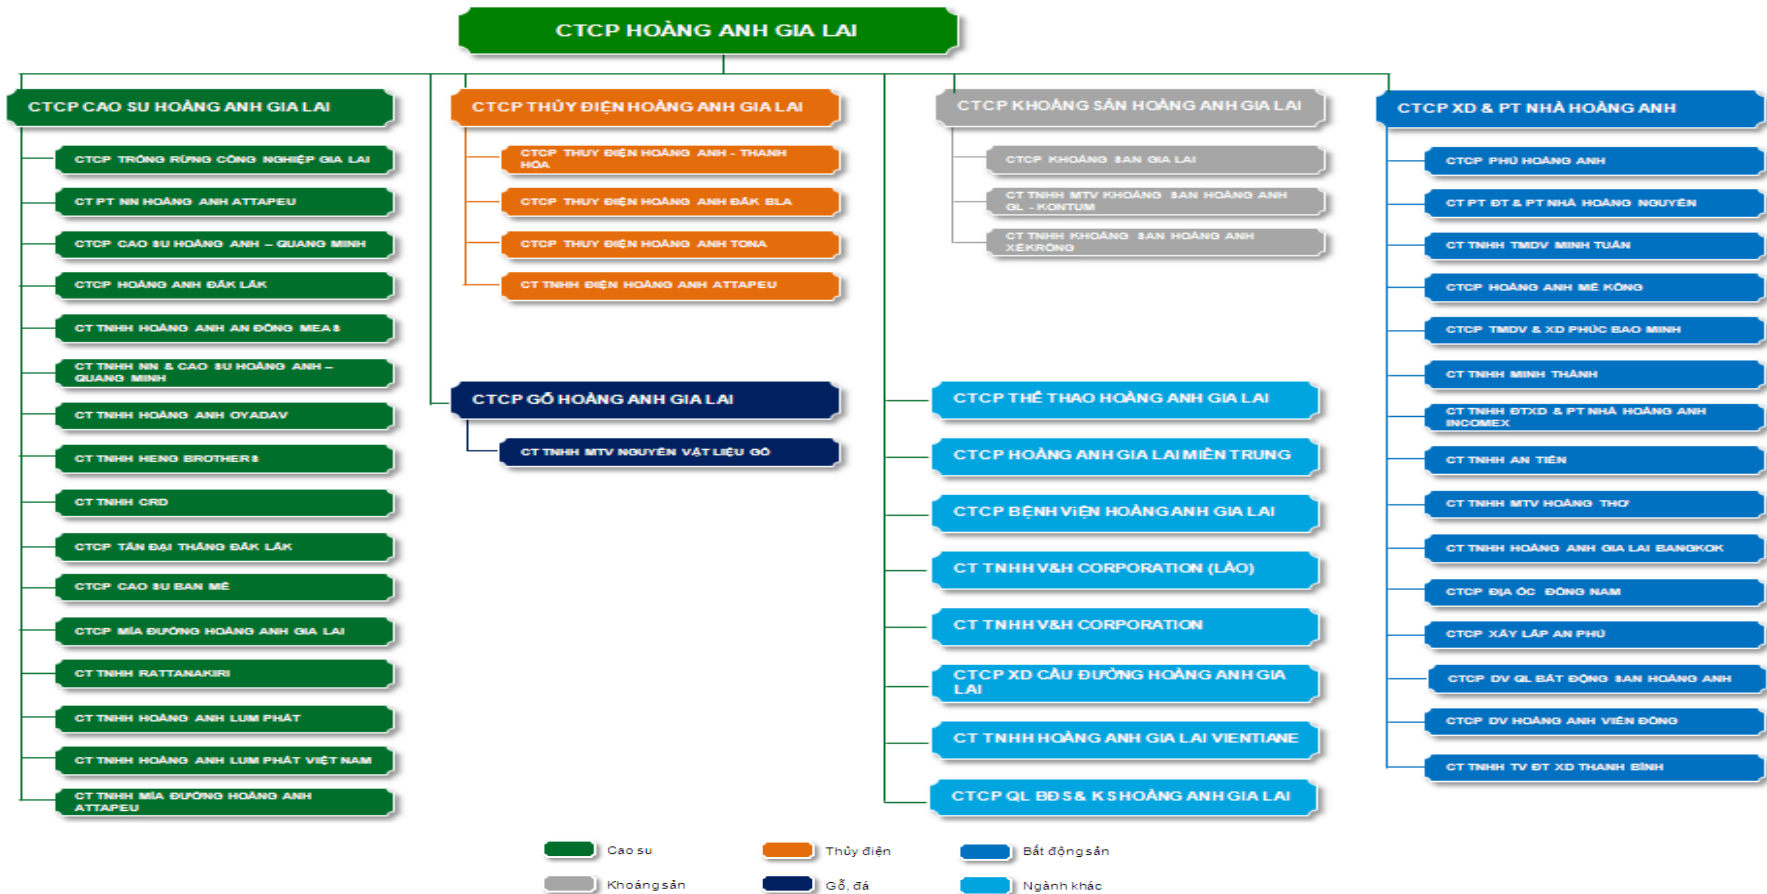 CTCP HOÀNG ANH GIA LAI
CTCP CAO SU HOÀNG ANH GIA LAI
CTCP TRỒNG RỪNG CÔNG NGHIỆP GIA LAI
CT PT NN HOÀNG ANH ATTAPEU
CTCP CAO SU HOÀNG ANH – QUANG MINH
CTCP HOÀNG ANH ĐĂK LĂK
CT TNHH HOÀNG ANH AN ĐÔNG MEAS
CT TNHH NN & CAO SU HOÀNG ANH –
QUANG MINH
CT TNHH HOÀNG ANH OYADAV
CT TNHH HENG BROTHERS
CT TNHH CRD
CTCP TÂN ĐẠI THẮNG ĐĂK LĂK
CTCP CAO SU BAN MÊ
CTCP MÍA ĐƯỜNG HOÀNG ANH GIA LAI
CT TNHH RATTANAKIRI
CT TNHH HOÀNG ANH LUM PHÁT
CT TNHH HOÀNG ANH LUM PHÁT VIỆT NAM
CT TNHH MÍA ĐƯỜNG HOÀNG ANH
ATTAPEU
CTCP THỦY ĐIỆN HOÀNG ANH GIA LAI
CTCP THỦY ĐIỆN HOÀNG ANH - THANH
HÓA
CTCP THỦY ĐIỆN HOÀNG ANH ĐĂK BLA
CTCP THỦY ĐIỆN HOÀNG ANH TONA
CT TNHH ĐIỆN HOÀNG ANH ATTAPEU
CTCP GỖ HOÀNG ANH GIA LAI
CT TNHH MTV NGUYÊN VẬT LIỆU GỖ
CTCP KHOÁNG SẢN HOÀNG ANH GIA LAI
CTCP KHOÁNG SẢN GIA LAI
CT TNHH MTV KHOÁNG SẢN HOÀNG ANH
GL - KONTUM
CT TNHH KHOÁNG SẢN HOÀNG ANH
XÊKRÔNG
CTCP THỂ THAO HOÀNG ANH GIA LAI
CTCP HOÀNG ANH GIA LAI MIỀN TRUNG
CTCP BỆNH VIỆN HOÀNG ANH GIA LAI
CT TNHH V&H CORPORATION (LÀO)
CT TNHH V&H CORPORATION
CTCP XD CẦU ĐƯỜNG HOÀNG ANH GIA
LAI
CT TNHH HOÀNG ANH GIA LAI VIENTIANE
CTCP QL BĐS & KS HOÀNG ANH GIA LAI
CTCP XD & PT NHÀ HOÀNG ANH
CTCP PHÚ HOÀNG ANH
CT PT ĐT & PT NHÀ HOÀNG NGUYÊN
CT TNHH TMDV MINH TUẤN
CTCP HOÀNG ANH MÊ KÔNG
CTCP TMDV & XD PHÚC BẢO MINH
CT TNHH MINH THÀNH
CT TNHH ĐTXD & PT NHÀ HOÀNG ANH
INCOMEX
CT TNHH AN TIẾN
CT TNHH MTV HOÀNG THƠ
CT TNHH HOÀNG ANH GIA LAI BANGKOK
CTCP ĐỊA ỐC ĐÔNG NAM
CTCP XÂY LẮP AN PHÚ
CTCP DV QL BẤT ĐỘNG SẢN HOÀNG ANH
CTCP DV HOÀNG ANH VIỄN ĐÔNG
CT TNHH TV ĐT XD THANH BÌNH
Cao su
Thủy điện
Bất động sản
Khoáng sản
Gỗ, đá
Ngành khác